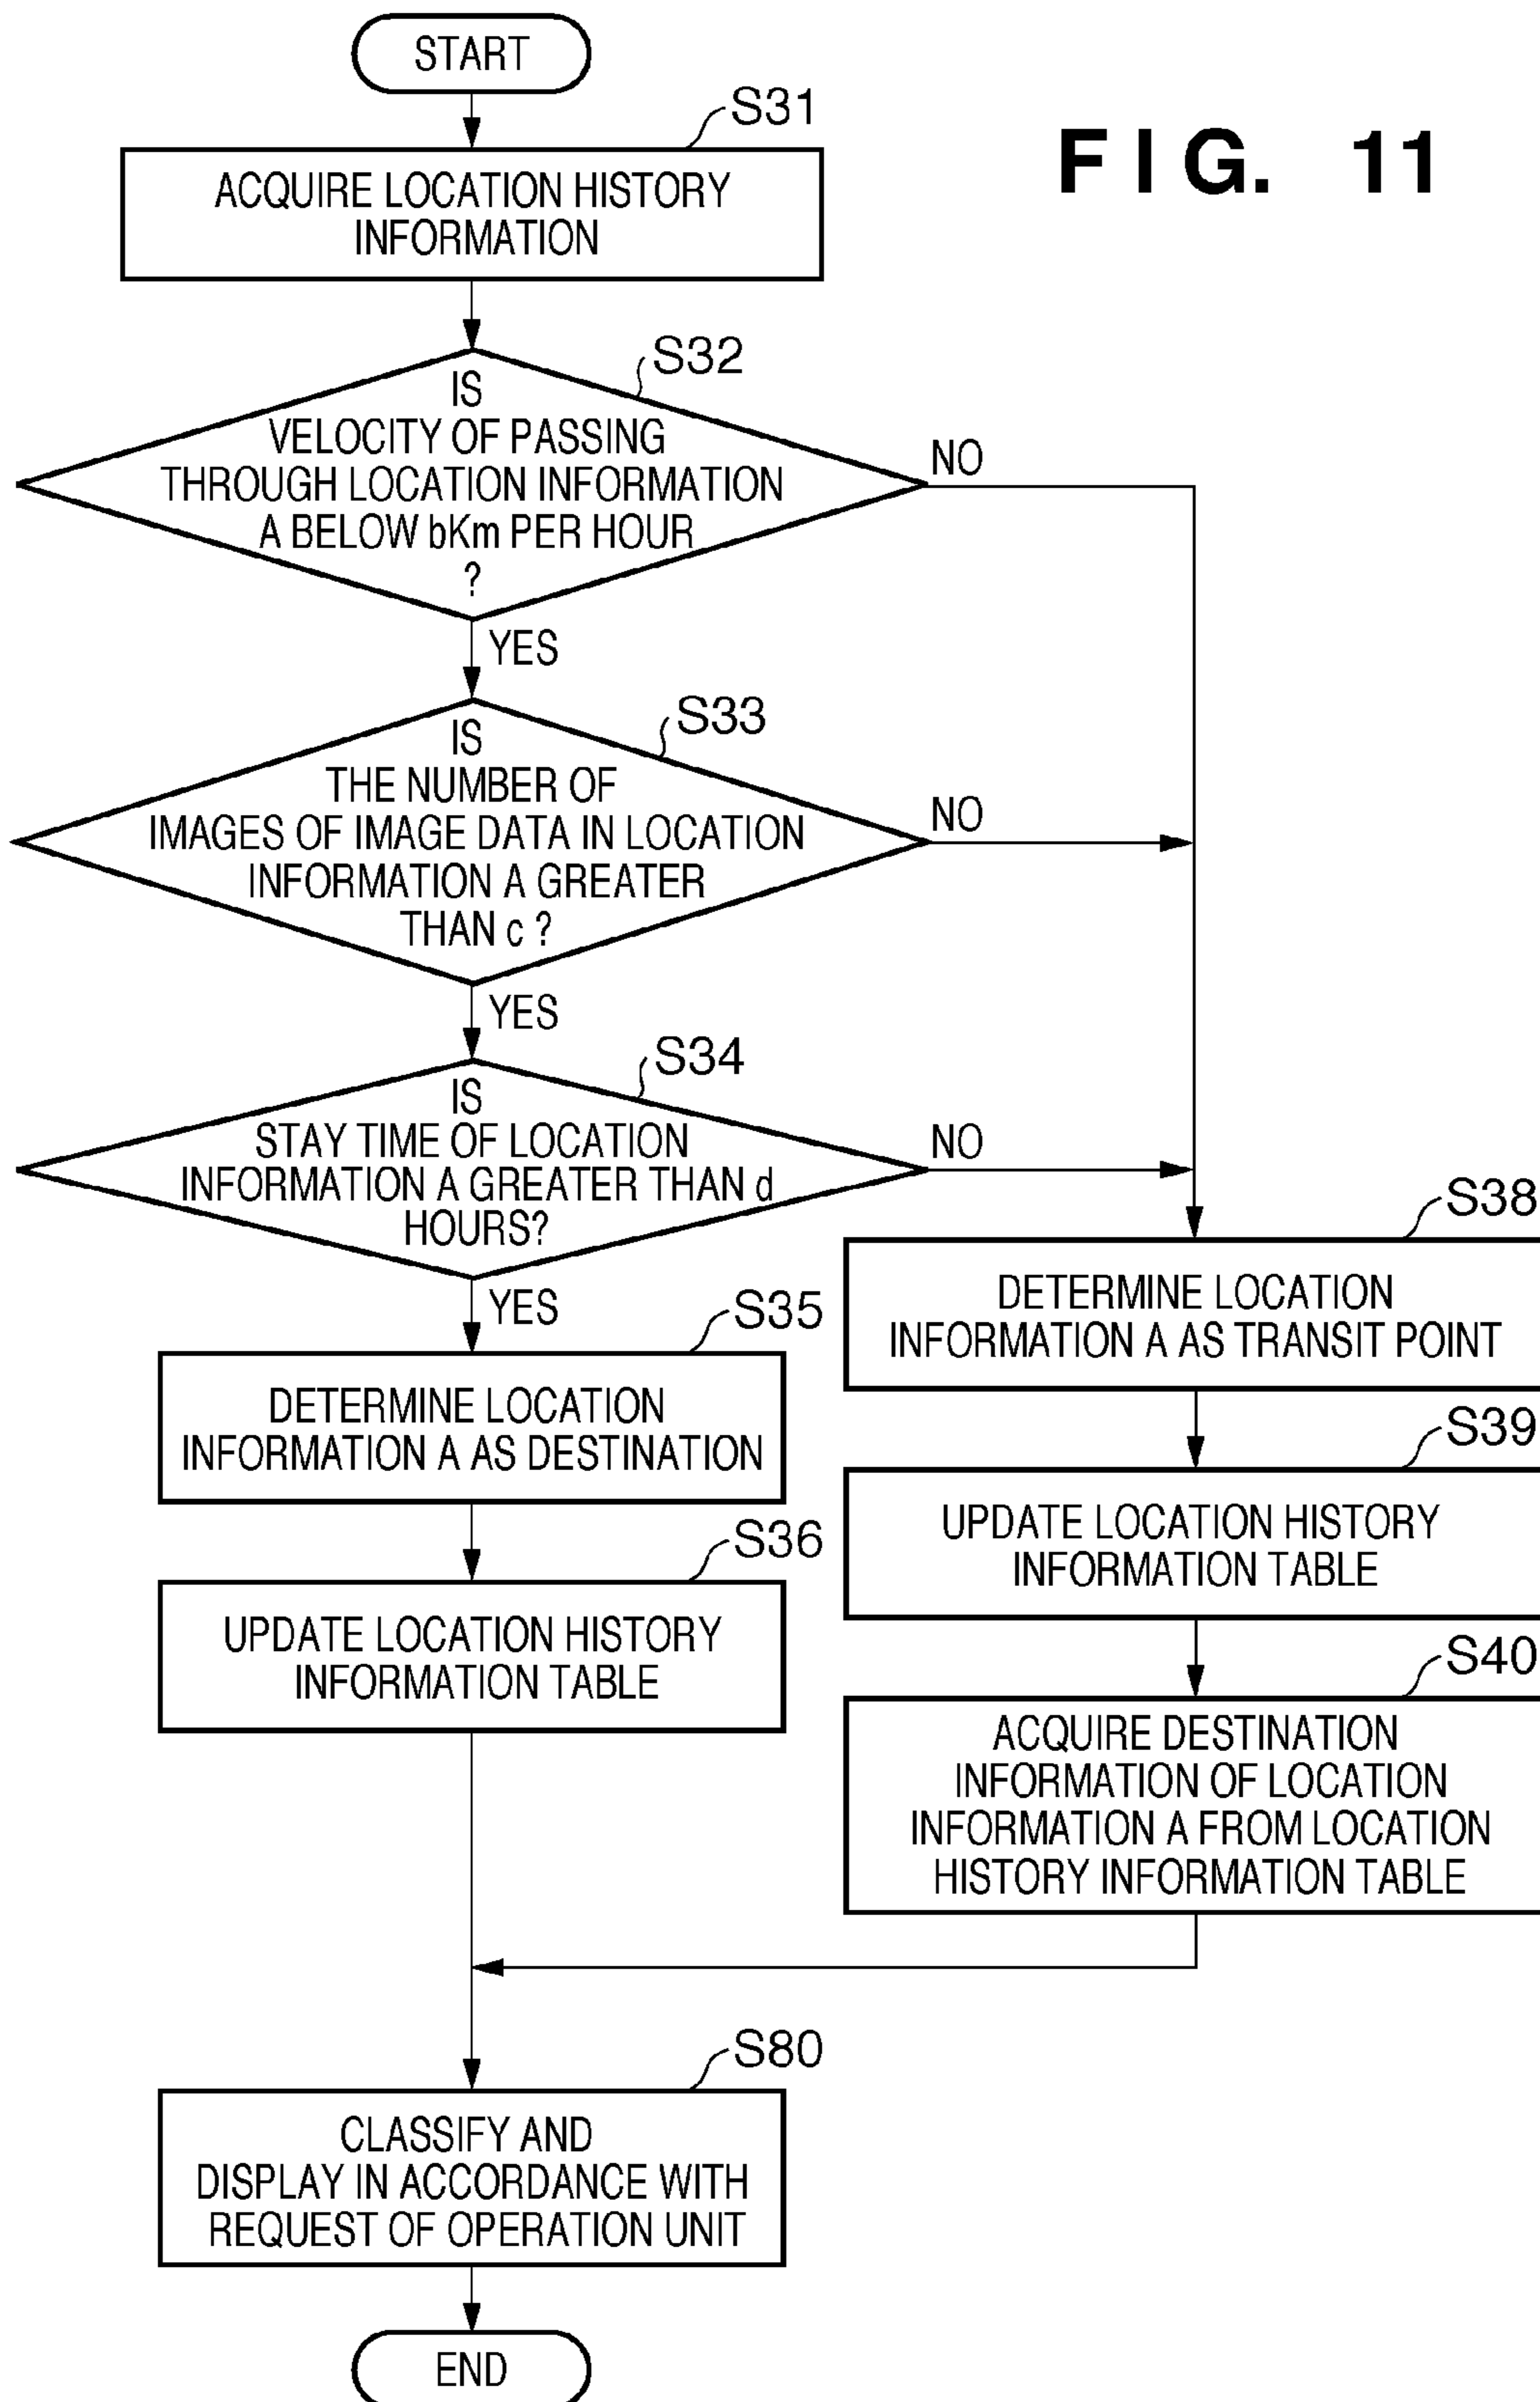 START
S31
FIG. 11
ACQUIRE LOCATION HISTORY
INFORMATION
S32
IS
VELOCITY OF PASSING
THROUGH LOCATION INFORMATION
A BELOW bKm PER HOUR
?
NO
YES
S33
IS
THE NUMBER OF
IMAGES OF IMAGE DATA IN LOCATION
INFORMATION A GREATER
THAN c ?
NO
YES
S34
IS
STAY TIME OF LOCATION
INFORMATION A GREATER THAN d
HOURS?
NO
YES
S35
DETERMINE LOCATION
INFORMATION A AS DESTINATION
S36
UPDATE LOCATION HISTORY
INFORMATION TABLE
S38
DETERMINE LOCATION
INFORMATION A AS TRANSIT POINT
S39
UPDATE LOCATION HISTORY
INFORMATION TABLE
S40
ACQUIRE DESTINATION
INFORMATION OF LOCATION
INFORMATION A FROM LOCATION
HISTORY INFORMATION TABLE
S80
CLASSIFY AND
DISPLAY IN ACCORDANCE WITH
REQUEST OF OPERATION UNIT
END